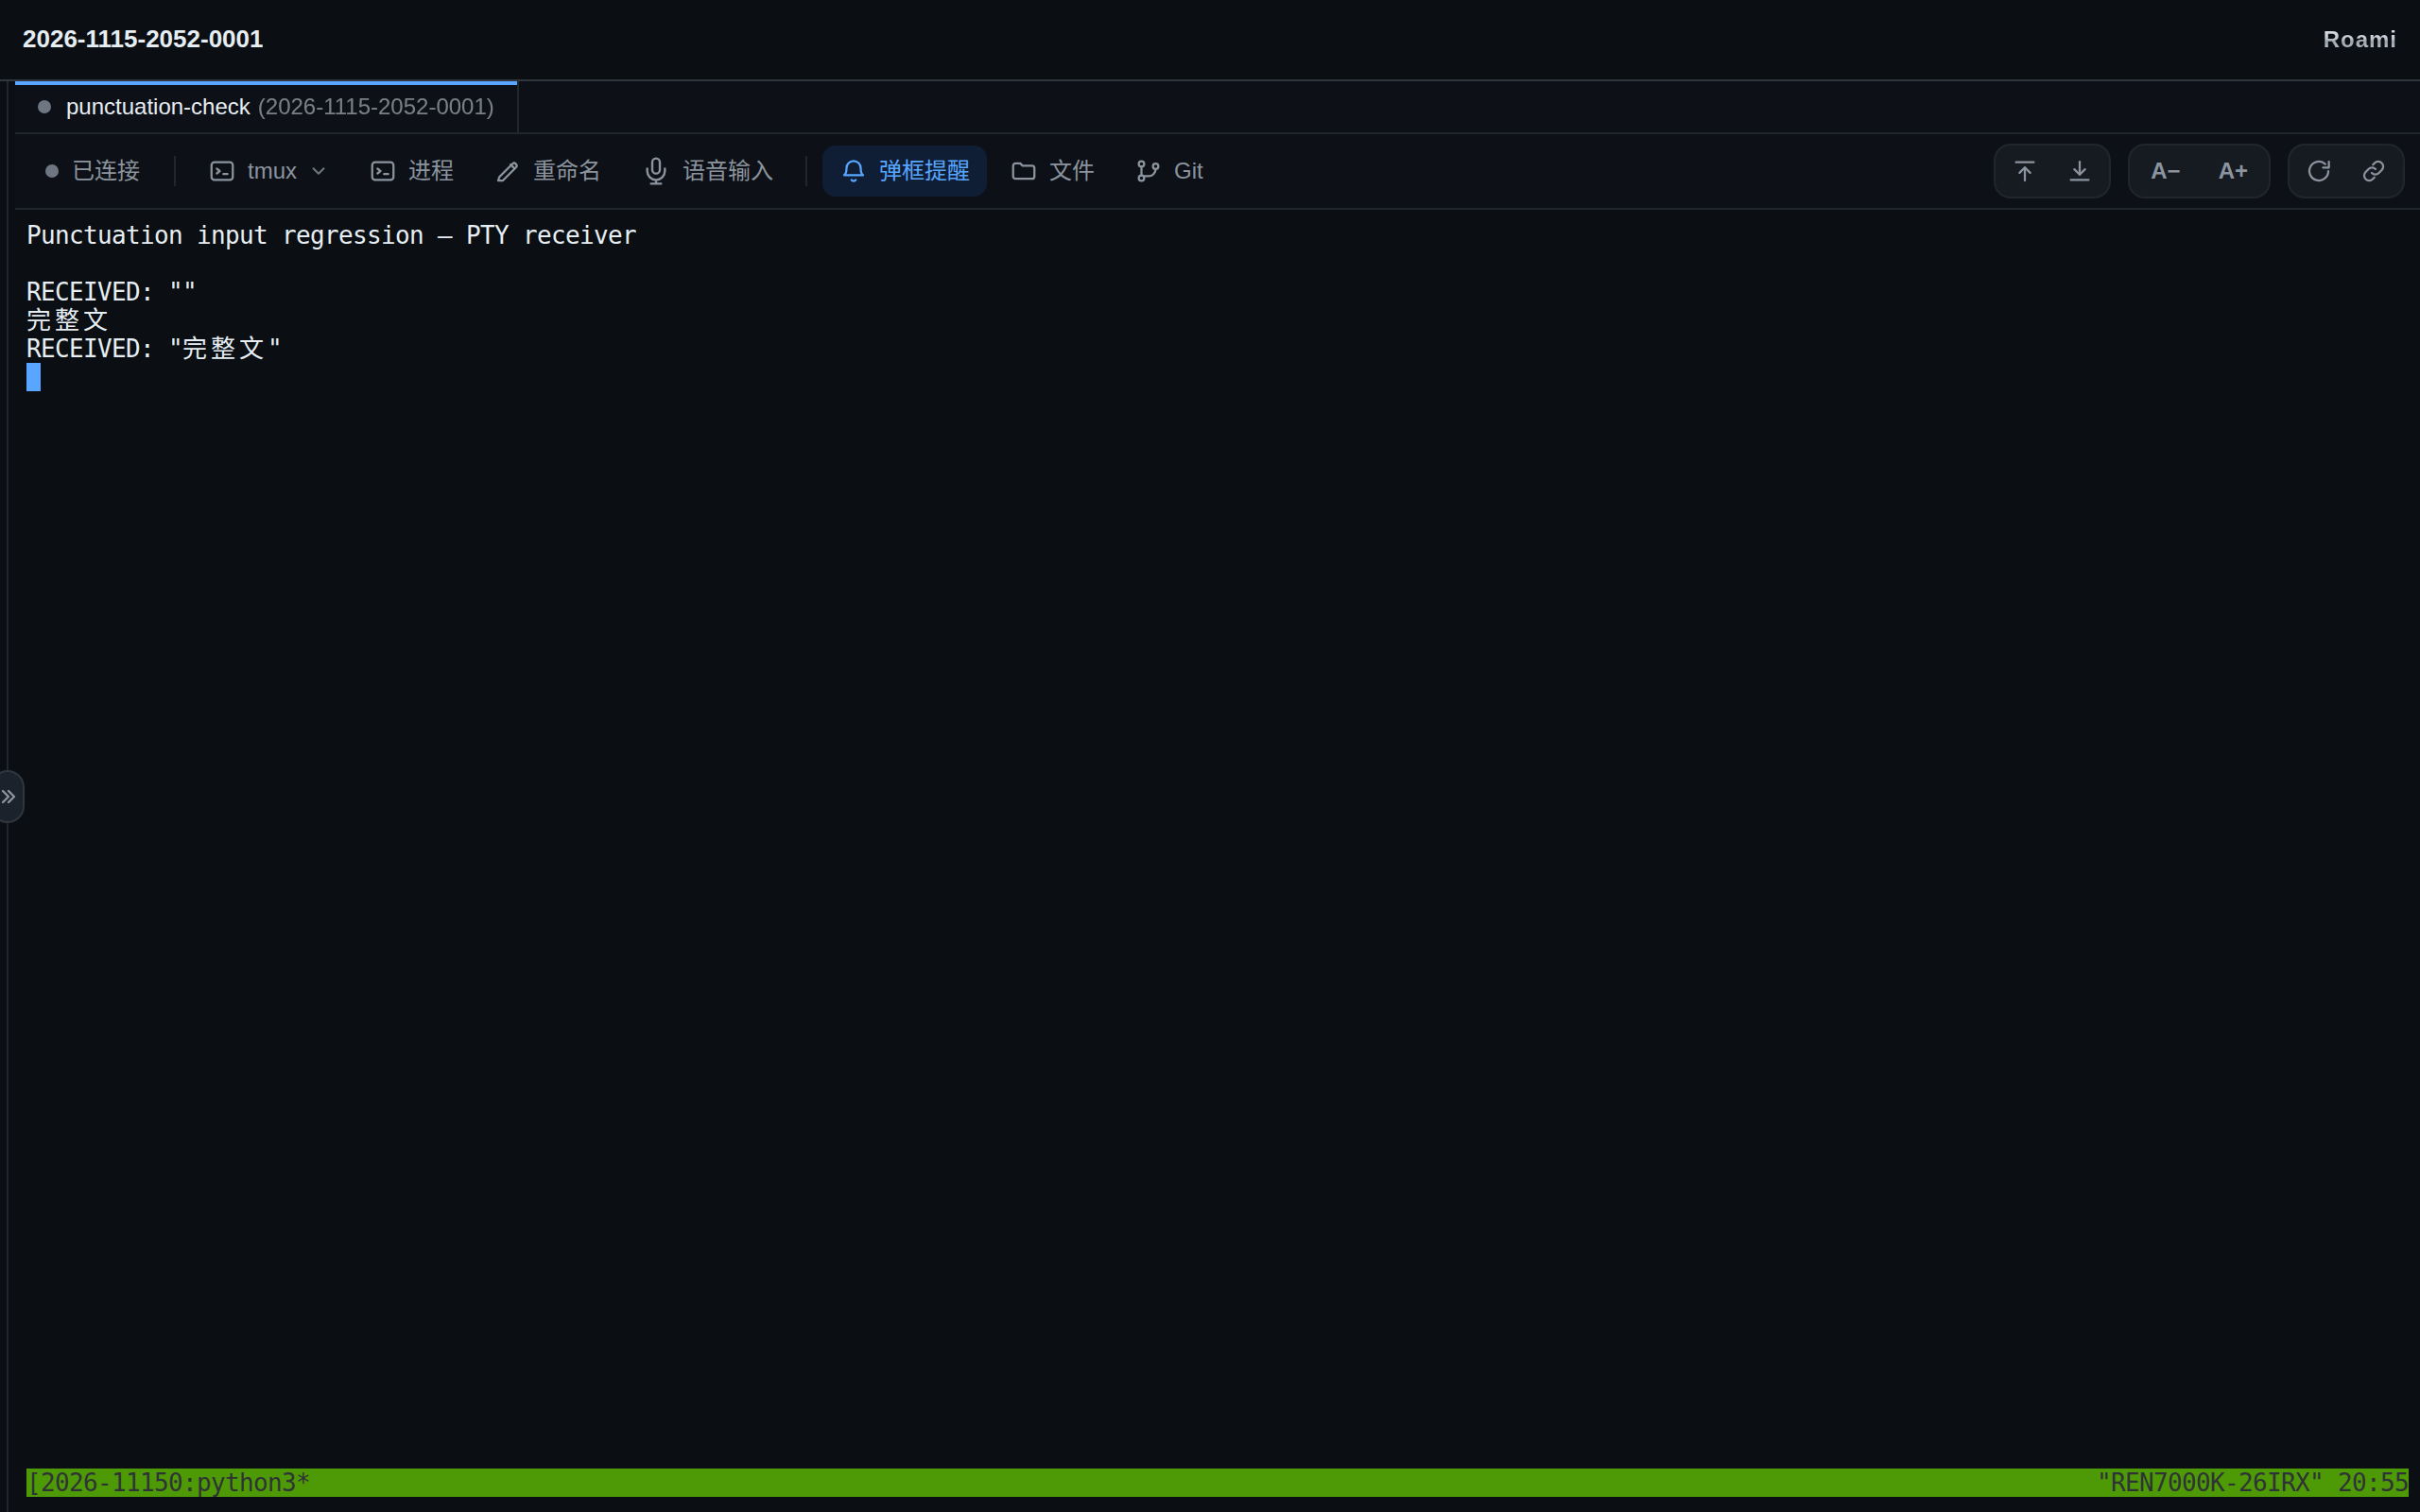 2026-1115-2052-0001
Roami
punctuation-check (2026-1115-2052-0001)
已连接 tmux 进程 重命名 语音输入 弹框提醒 文件 Git A− A+
Punctuation input regression — PTY receiver
RECEIVED: ""
完整文
RECEIVED: "完整文"
[2026-11150:python3* "REN7000K-26IRX" 20:55